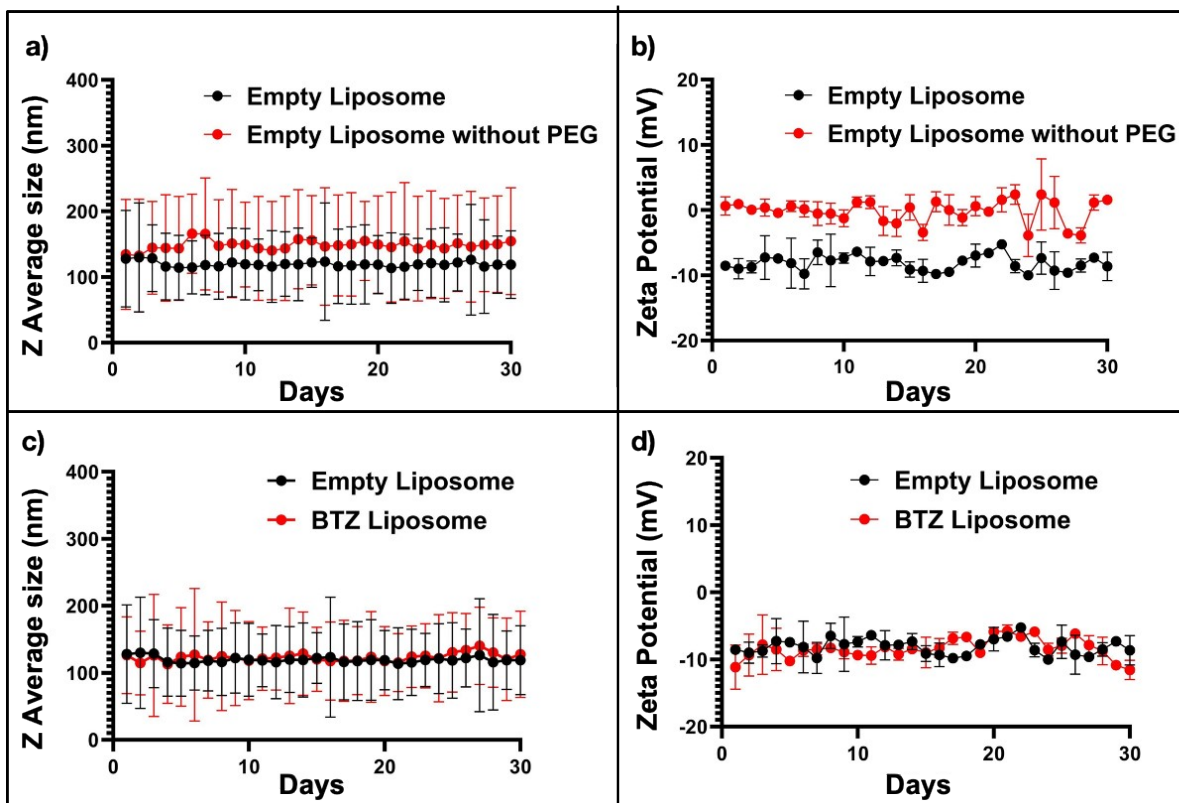 a)
Z Average size (nm)
400
300
200
100
0
0
10
20
30
Days
Empty Liposome
Empty Liposome without PEG
b)
Zeta Potential (mV)
20
10
0
-10
-20
0
10
20
30
Days
Empty Liposome
Empty Liposome without PEG
c)
Z Average size (nm)
400
300
200
100
0
0
10
20
30
Days
Empty Liposome
BTZ Liposome
d)
Zeta Potential (mV)
20
10
0
-10
-20
0
10
20
30
Days
Empty Liposome
BTZ Liposome